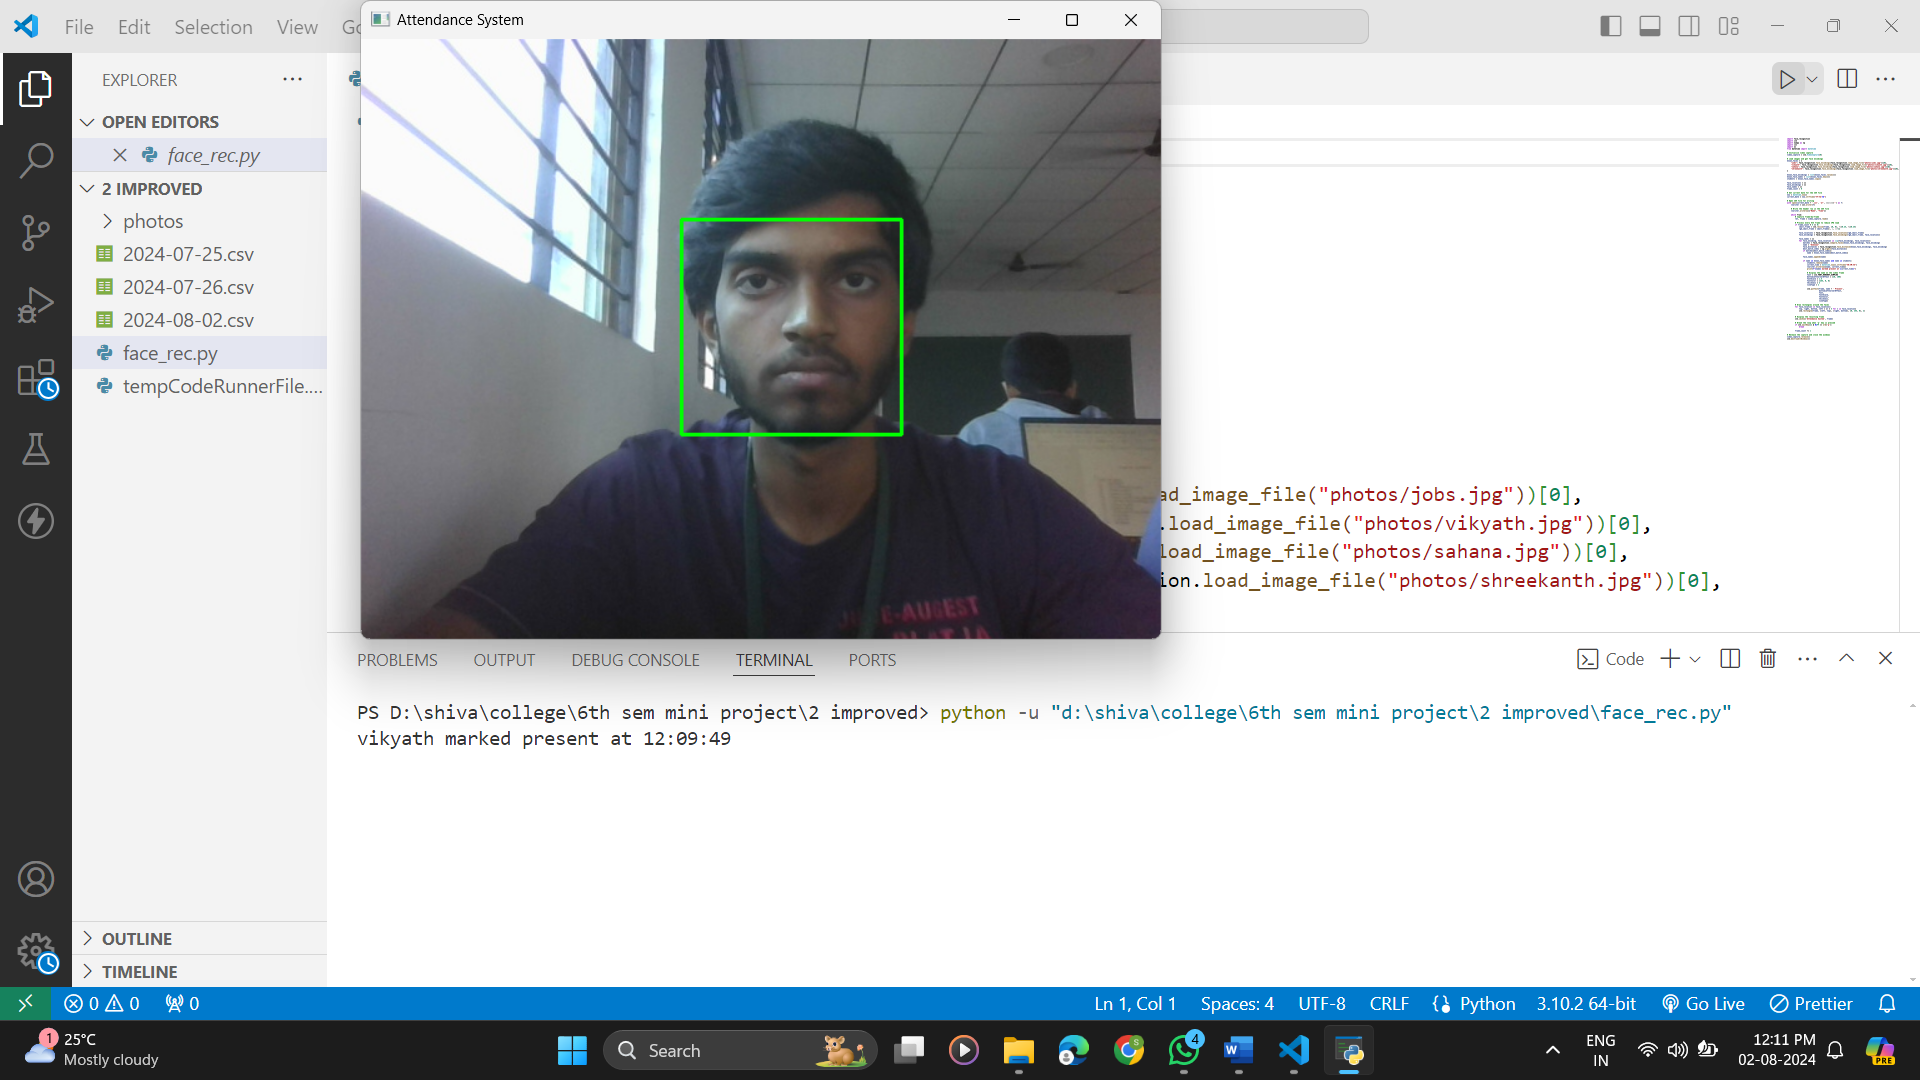 File Edit Selection View
Attendance System
EXPLORER
OPEN EDITORS
face_rec.py
2 IMPROVED
photos
2024-07-25.csv
2024-07-26.csv
2024-08-02.csv
face_rec.py
tempCodeRunnerFile....
OUTLINE
TIMELINE
-AUGEST
ad_image_file("photos/jobs.jpg"))[0],
.load_image_file("photos/vikyath.jpg"))[0],
load_image_file("photos/sahana.jpg"))[0],
ion.load_image_file("photos/shreekanth.jpg"))[0],
PROBLEMS OUTPUT DEBUG CONSOLE TERMINAL PORTS
Code
PS D:\shiva\college\6th sem mini project\2 improved> python -u "d:\shiva\college\6th sem mini project\2 improved\face_rec.py"
vikyath marked present at 12:09:49
0 0 0
Ln 1, Col 1 Spaces: 4 UTF-8 CRLF Python 3.10.2 64-bit Go Live Prettier
1
25°C
Mostly cloudy
Search
4
PRE
ENG
IN
12:11 PM
02-08-2024